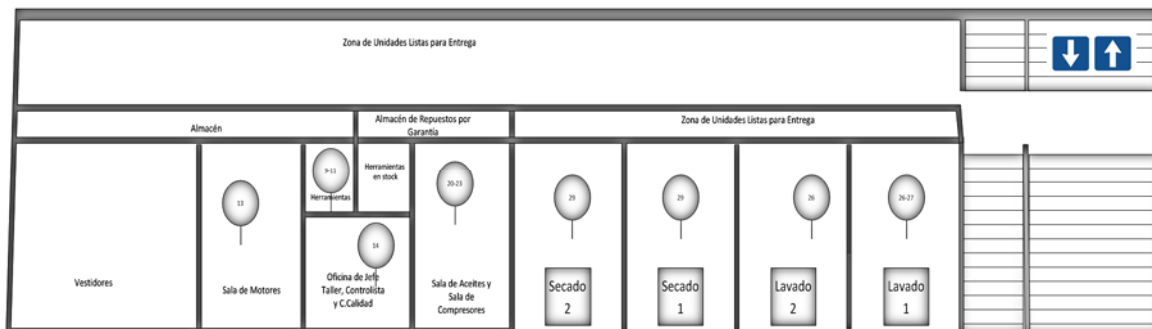 Zona de Unidades Listas para Entrega
Almacén
Almacén de Repuestos por
Garantía
Zona de Unidades Listas para Entrega
13
9-11
Herramientas
Herramientas
en stock
20-23
29
29
26
26-27
14
Vestidores
Sala de Motores
Oficina de Jefe
Taller, Controlista
y C.Calidad
Sala de Aceites y
Sala de
Compresores
Secado
2
Secado
1
Lavado
2
Lavado
1